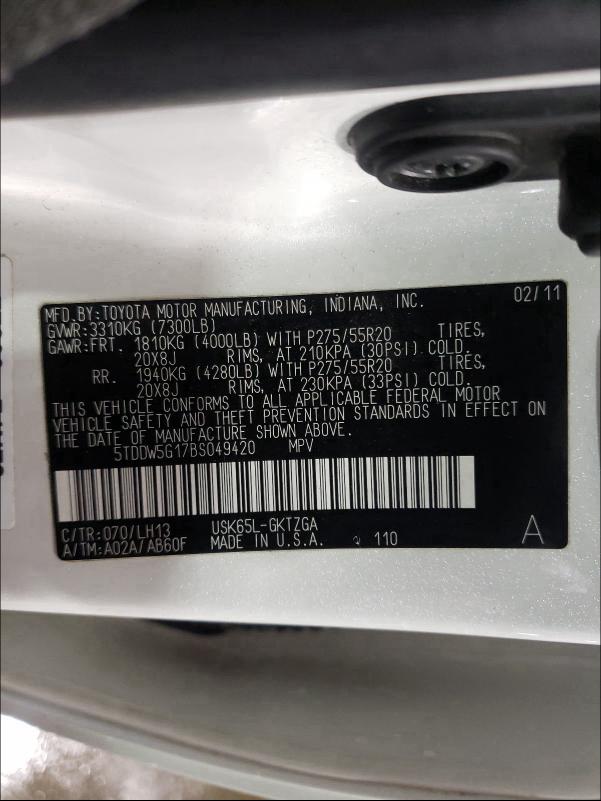 MFD.BY:TOYOTA MOTOR MANUFACTURING, INDIANA, INC. 02/11
GVWR:3310KG (7300LB)
GAWR:FRT. 1810KG (4000LB) WITH P275/55R20 TIRES,
20X8J RIMS, AT 210KPA (30PSI) COLD.
RR. 1940KG (4280LB) WITH P275/55R20 TIRES,
20X8J RIMS, AT 230KPA (33PSI) COLD.
THIS VEHICLE CONFORMS TO ALL APPLICABLE FEDERAL MOTOR
VEHICLE SAFETY AND THEFT PREVENTION STANDARDS IN EFFECT ON
THE DATE OF MANUFACTURE SHOWN ABOVE.
5TDDW5G17BS049420 MPV
C/TR:070/LH13 USK65L-GKTZGA
A/TM:A02A/AB60F MADE IN U.S.A. 110 A